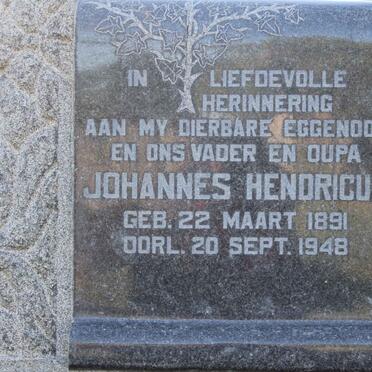 IN LIEFDEVOLLE
HERINNERING
AAN MY DIERBARE EGGENOO
EN ONS VADER EN OUPA
JOHANNES HENDRICU
GEB. 22 MAART 1891
OORL. 20 SEPT. 1948